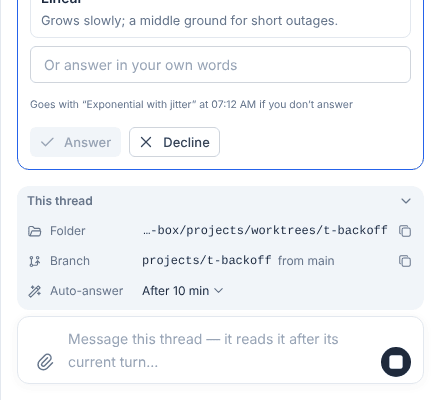 Linear
Grows slowly; a middle ground for short outages.
Or answer in your own words
Goes with “Exponential with jitter” at 07:12 AM if you don't answer
Answer
Decline
This thread
Folder
…-box/projects/worktrees/t-backoff
Branch
projects/t-backoff from main
Auto-answer
After 10 min
Message this thread — it reads it after its
current turn…